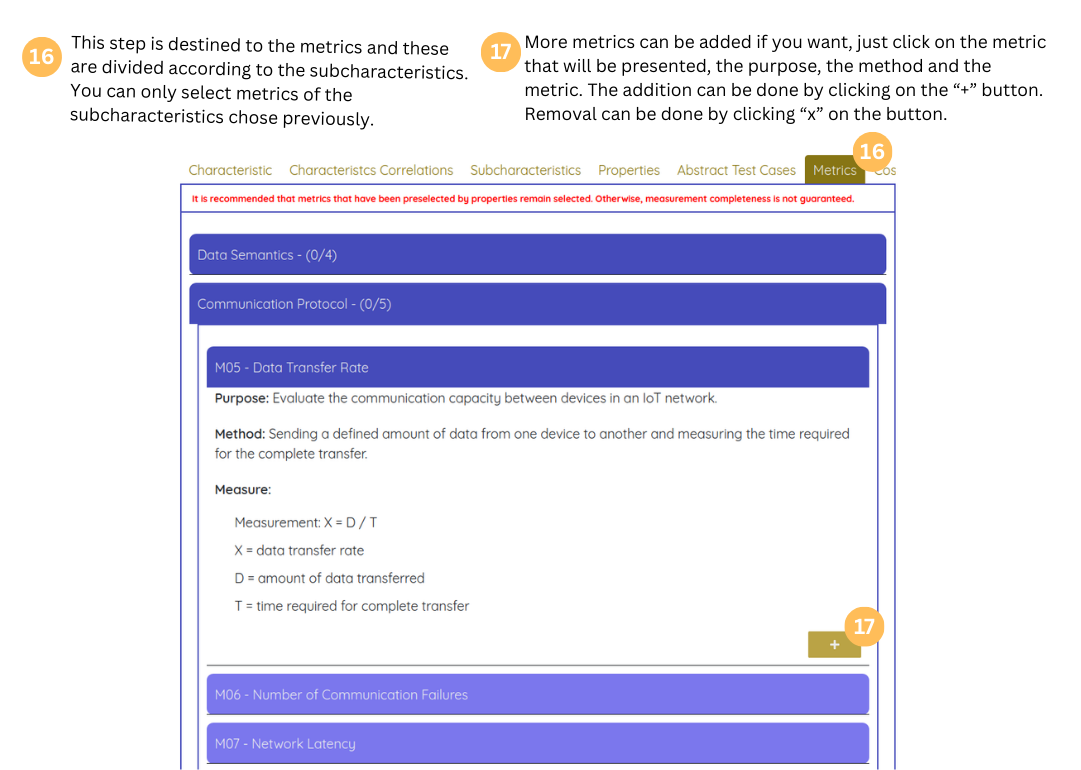 16
This step is destined to the metrics and these
are divided according to the subcharacteristics.
You can only select metrics of the
subcharacteristics chose previously.
17
More metrics can be added if you want, just click on the metric
that will be presented, the purpose, the method and the
metric. The addition can be done by clicking on the “+” button.
Removal can be done by clicking “x” on the button.
16
Characteristic Characteristcs Correlations Subcharacteristics Properties Abstract Test Cases Metrics Cos
It is recommended that metrics that have been preselected by properties remain selected. Otherwise, measurement completeness is not guaranteed.
Data Semantics - (0/4)
Communication Protocol - (0/5)
M05 - Data Transfer Rate
Purpose: Evaluate the communication capacity between devices in an IoT network.
Method: Sending a defined amount of data from one device to another and measuring the time required
for the complete transfer.
Measure:
Measurement: X = D / T
X = data transfer rate
D = amount of data transferred
T = time required for complete transfer
17
+
M06 - Number of Communication Failures
M07 - Network Latency